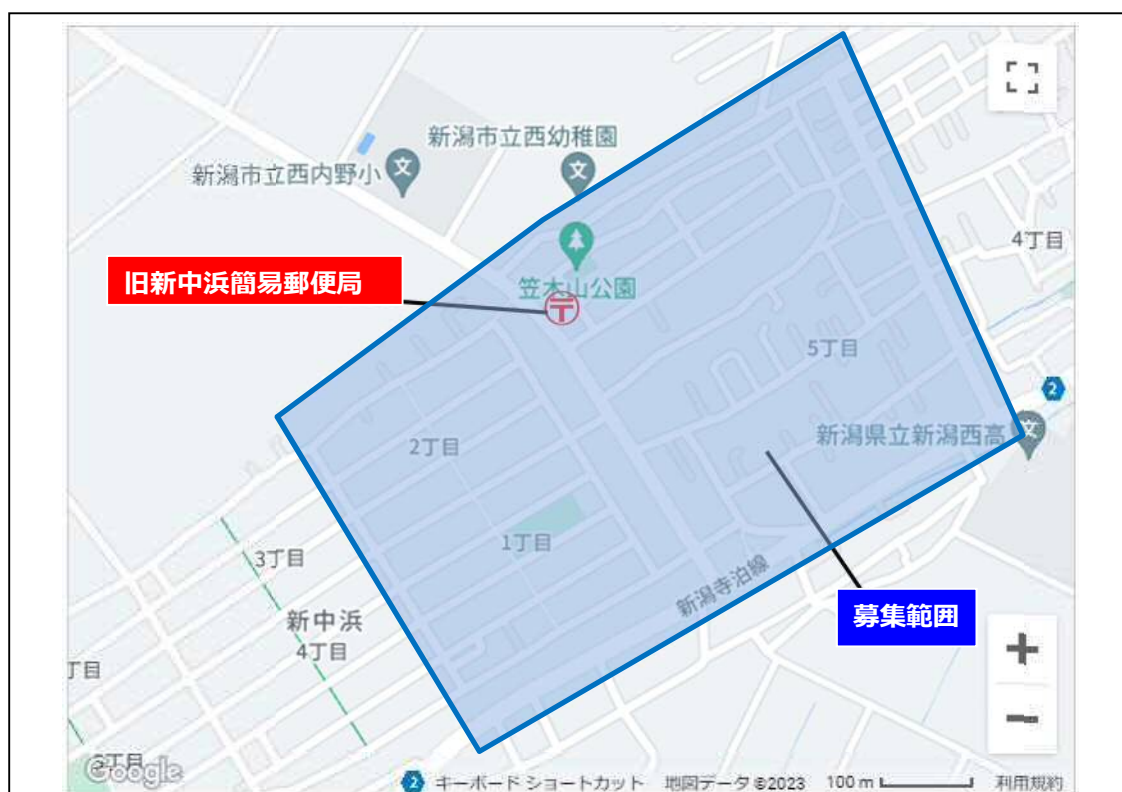 新潟市立西幼稚園
新潟市立西内野小
文
文
4丁目
旧新中浜簡易郵便局
笠木山公園
5丁目
2
新潟県立新潟西高
文
2丁目
1丁目
3丁目
新潟寺泊線
募集範囲
新中浜
4丁目
丁目
Google
2
キーボード ショートカット 地図データ ©2023 100 m 利用規約